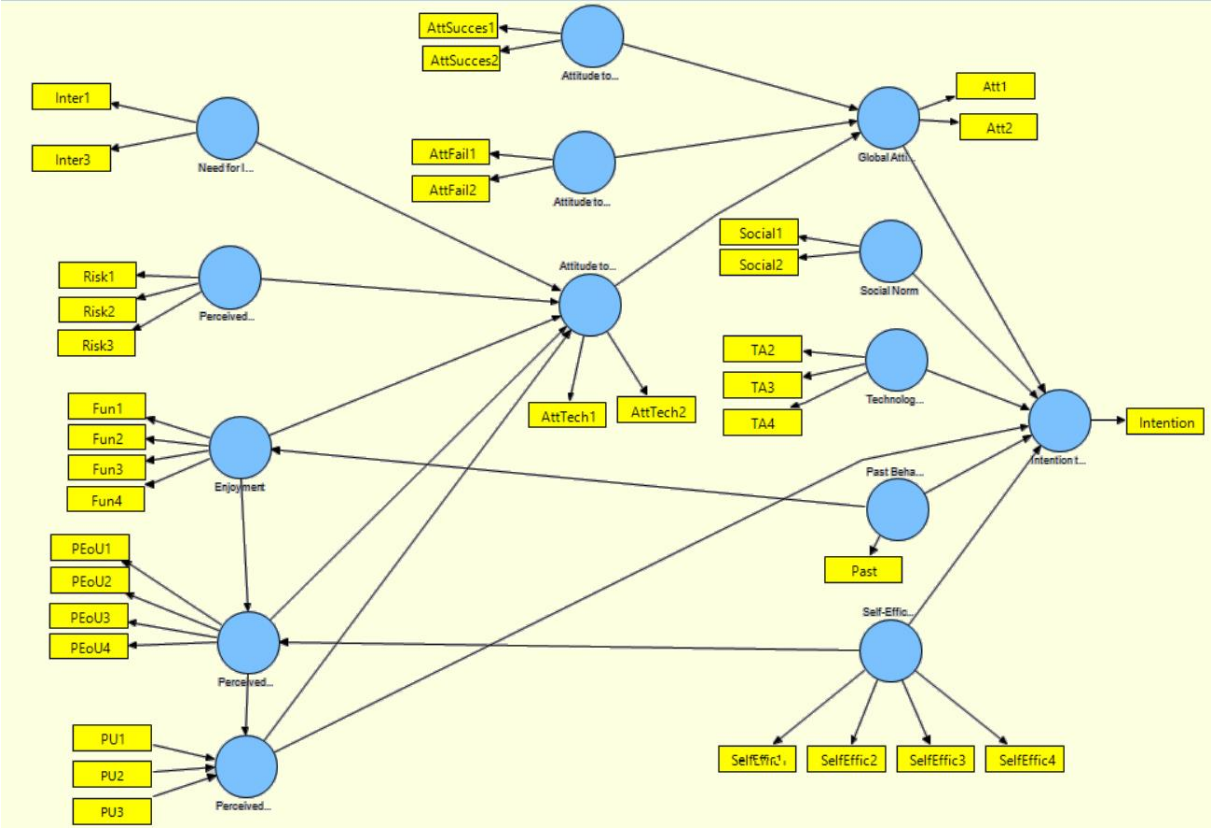 AttSucces1
AttSucces2
Attitude to...
Inter1
Inter3
Need for I...
AttFail1
AttFail2
Attitude to...
Att1
Att2
Global Atti...
Social1
Social2
Social Norm
Risk1
Risk2
Risk3
Perceived...
Attitude to...
AttTech1
AttTech2
TA2
TA3
TA4
Technolog...
Intention
Intention t...
Fun1
Fun2
Fun3
Fun4
Enjoyment
Past Beha...
Past
PEoU1
PEoU2
PEoU3
PEoU4
Perceived...
Self-Effic...
SelfEffic2
SelfEffic3
SelfEffic4
PU1
PU2
PU3
Perceived...